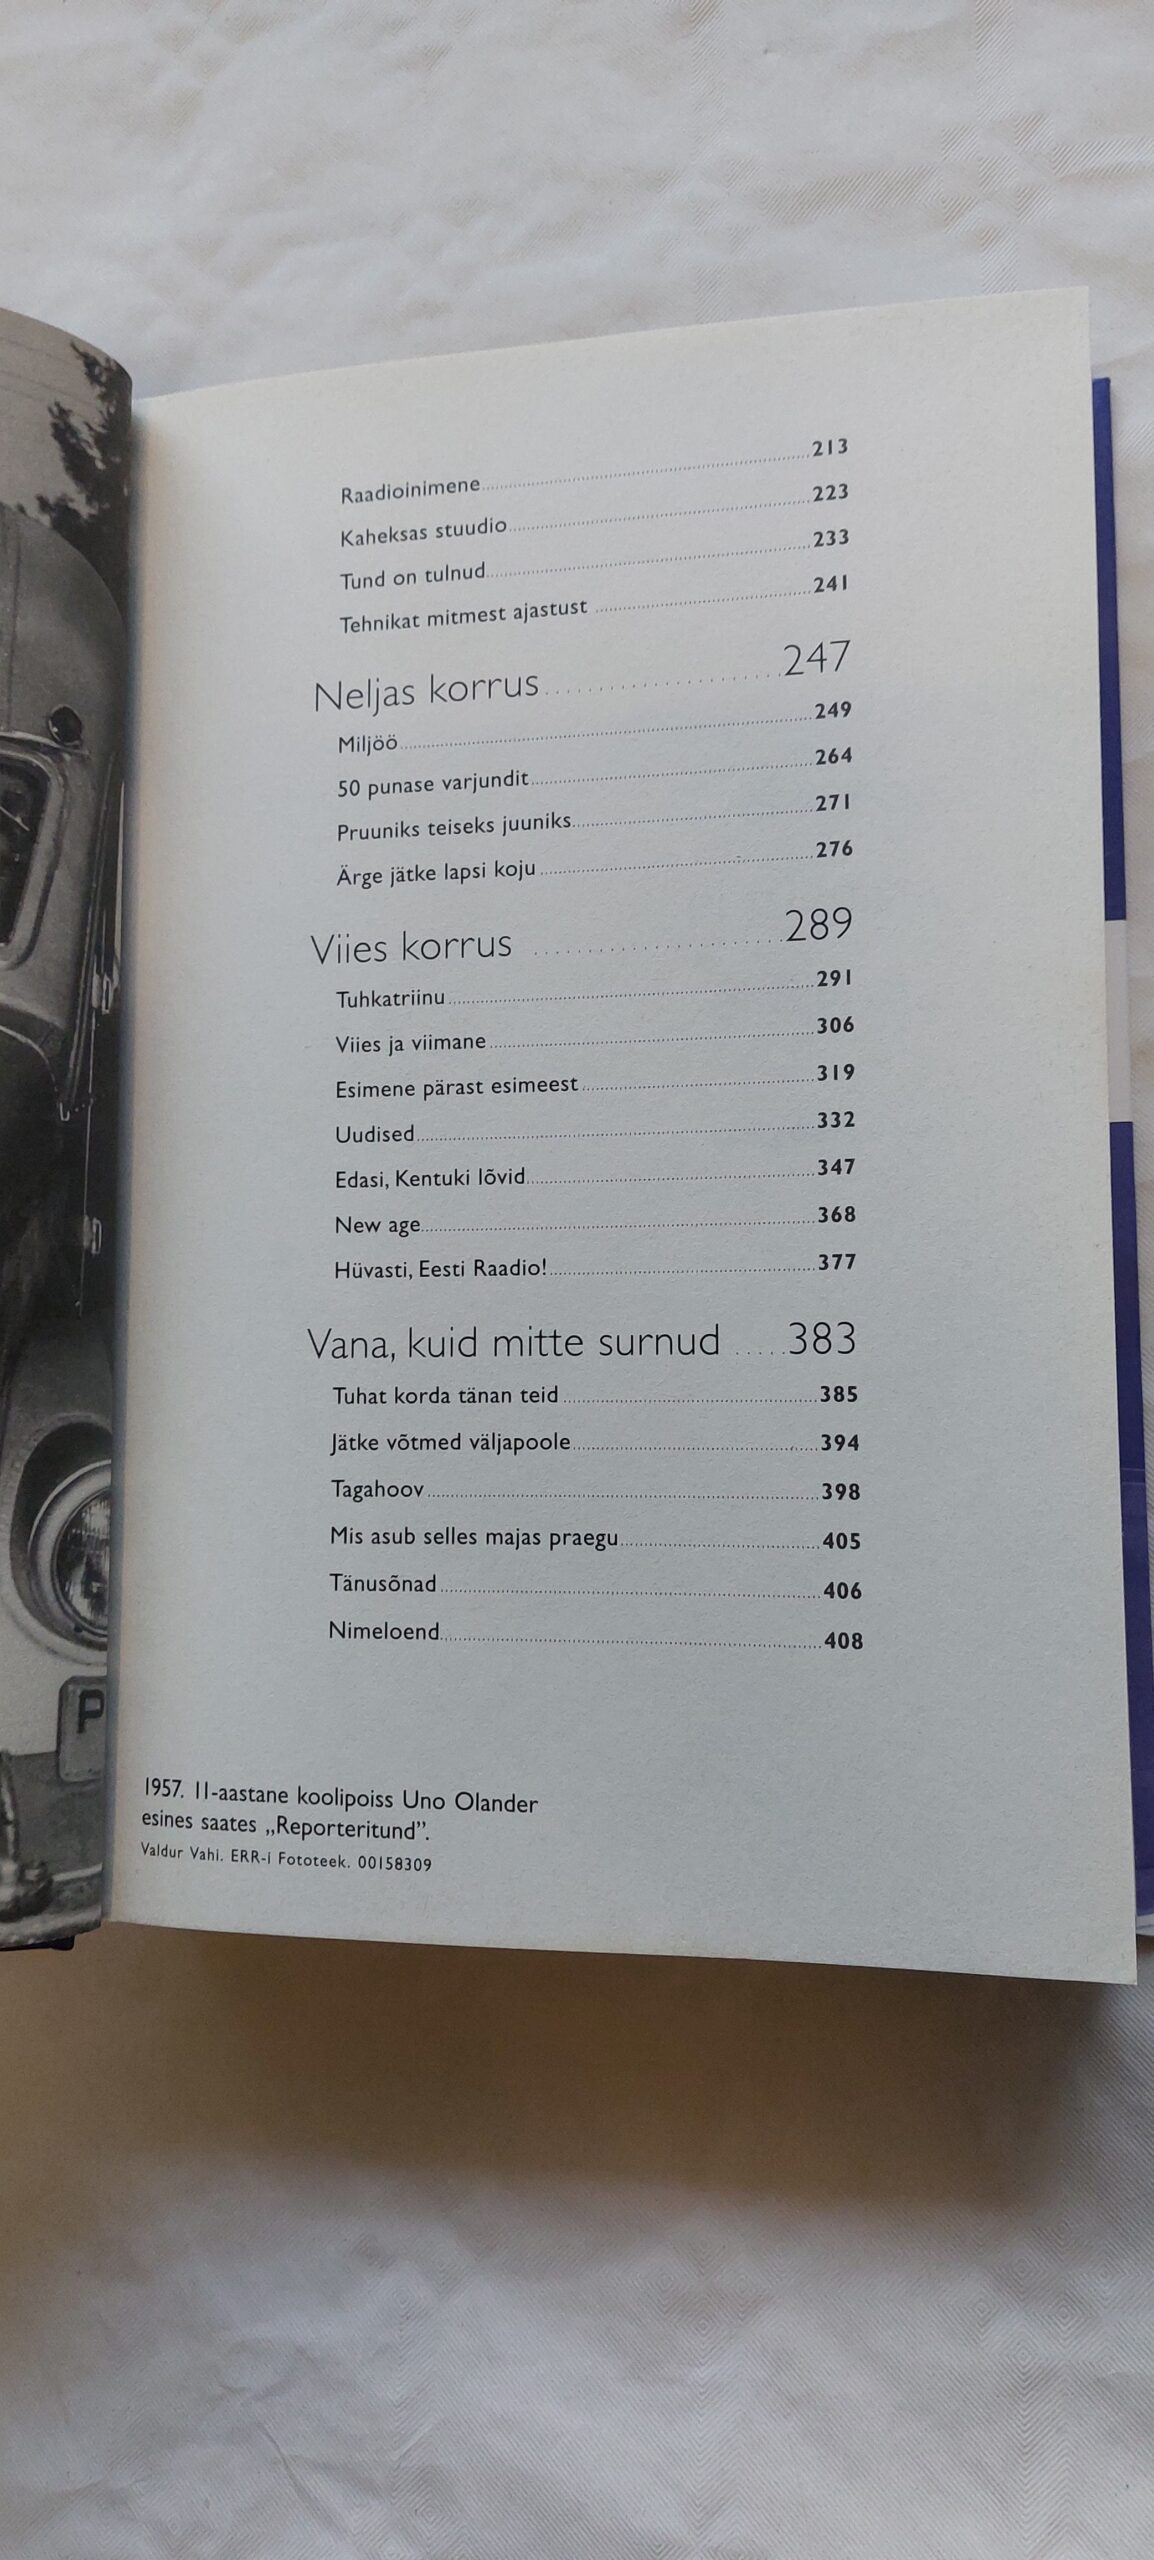 Raadioinimene 213
Kaheksas stuudio 223
Tund on tulnud 233
Tehnikat mitmest ajastust 241
Neljas korrus 247
Miljöö 249
50 punase varjundit 264
Pruuniks teiseks juuniks 271
Ärge jätke lapsi koju 276
Viies korrus 289
Tuhkatriinu 291
Viies ja viimane 306
Esimene pärast esimeest 319
Uudised 332
Edasi, Kentuki lõvid 347
New age 368
Hüvasti, Eesti Raadio! 377
Vana, kuid mitte surnud 383
Tuhat korda tänan teid 385
Jätke võtmed väljapoole 394
Tagahoov 398
Mis asub selles majas praegu 405
Tänusõnad 406
Nimeloend 408
P
1957. 11-aastane koolipoiss Uno Olander
esines saates „Reporteritund”.
Valdur Vahi. ERR-i Fototeek. 00158309